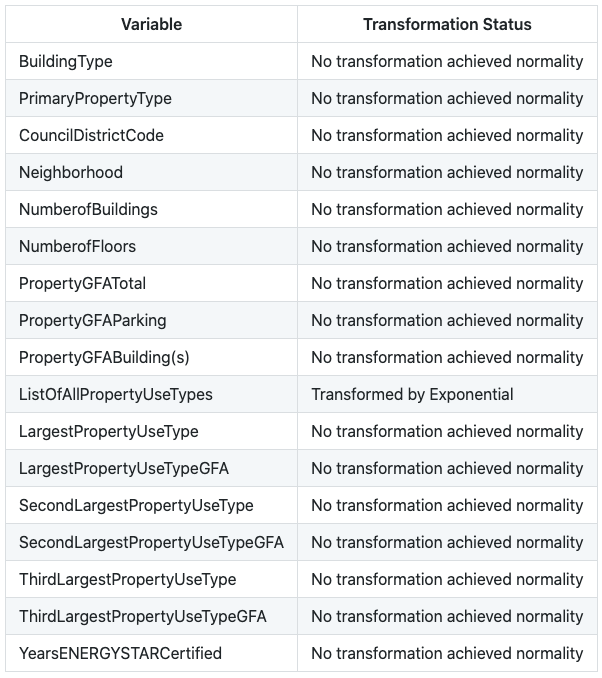 Variable Transformation Status
BuildingType No transformation achieved normality
PrimaryPropertyType No transformation achieved normality
CouncilDistrictCode No transformation achieved normality
Neighborhood No transformation achieved normality
NumberofBuildings No transformation achieved normality
NumberofFloors No transformation achieved normality
PropertyGFATotal No transformation achieved normality
PropertyGFAParking No transformation achieved normality
PropertyGFABuilding(s) No transformation achieved normality
ListOfAllPropertyUseTypes Transformed by Exponential
LargestPropertyUseType No transformation achieved normality
LargestPropertyUseTypeGFA No transformation achieved normality
SecondLargestPropertyUseType No transformation achieved normality
SecondLargestPropertyUseTypeGFA No transformation achieved normality
ThirdLargestPropertyUseType No transformation achieved normality
ThirdLargestPropertyUseTypeGFA No transformation achieved normality
YearsENERGYSTARCertified No transformation achieved normality